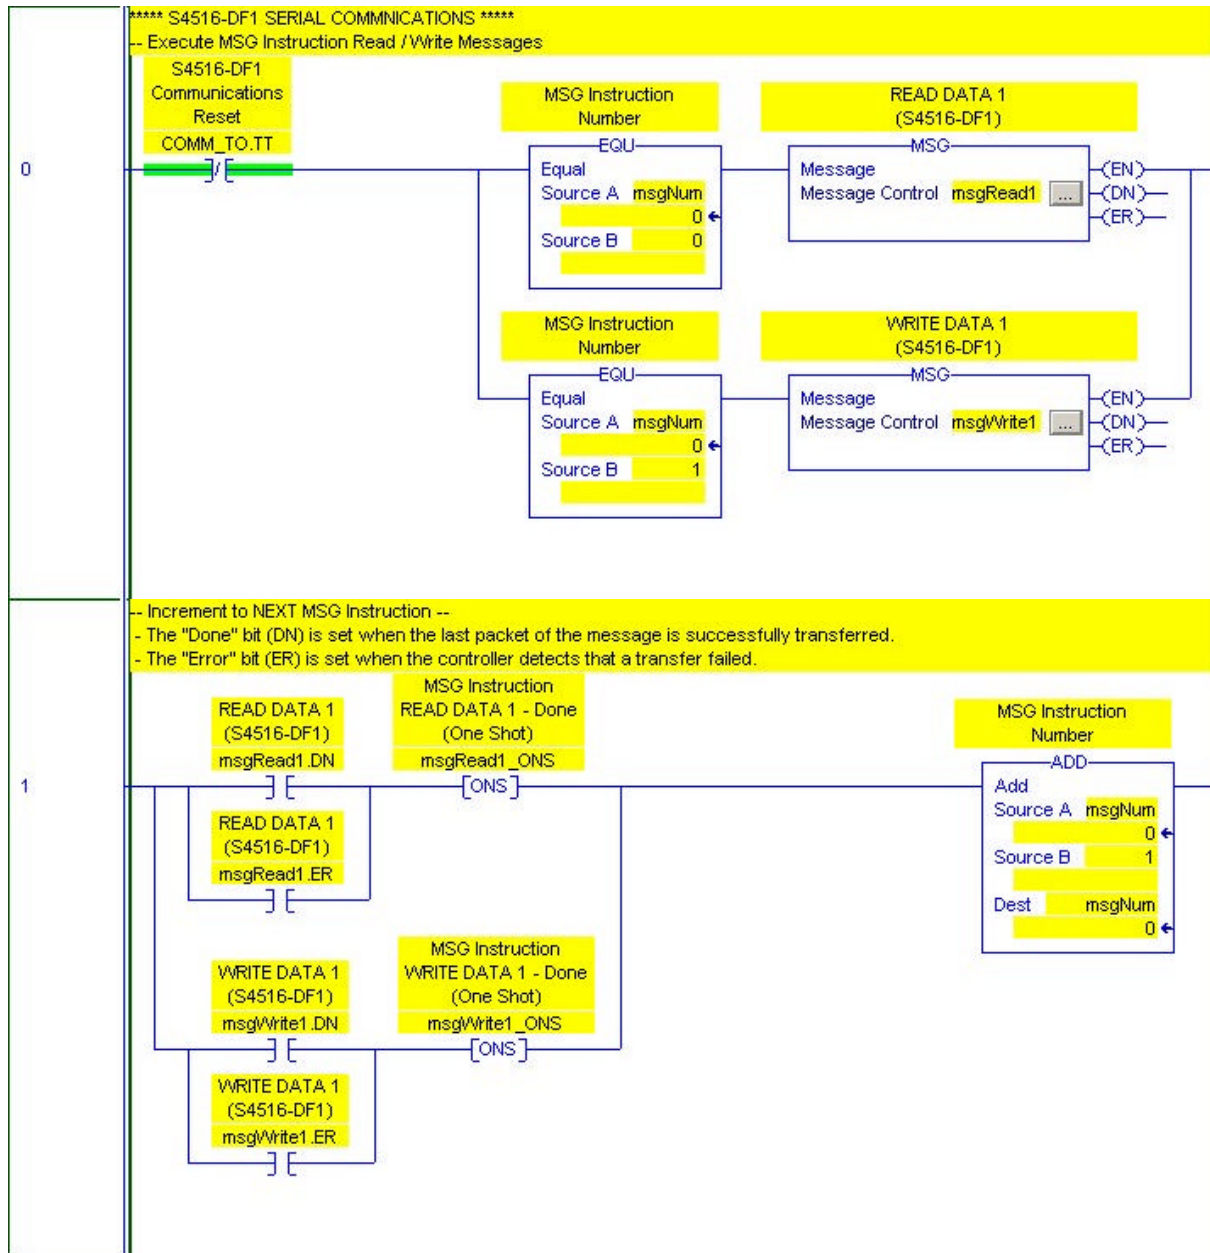 ***** S4516-DF1 SERIAL COMMNICATIONS *****
-- Execute MSG Instruction Read / Write Messages
S4516-DF1
Communications
Reset
COMM_TO.TT
0
MSG Instruction
Number
EQU
Equal
Source A msgNum
0
Source B 0
READ DATA 1
(S4516-DF1)
MSG
Message
Message Control msgRead1 ...
EN
DN
ER
MSG Instruction
Number
EQU
Equal
Source A msgNum
0
Source B 1
WRITE DATA 1
(S4516-DF1)
MSG
Message
Message Control msgWrite1 ...
EN
DN
ER
-- Increment to NEXT MSG Instruction --
- The "Done" bit (DN) is set when the last packet of the message is successfully transferred.
- The "Error" bit (ER) is set when the controller detects that a transfer failed.
1
READ DATA 1
(S4516-DF1)
msgRead1.DN
MSG Instruction
READ DATA 1 - Done
(One Shot)
msgRead1_ONS
ONS
READ DATA 1
(S4516-DF1)
msgRead1.ER
WRITE DATA 1
(S4516-DF1)
msgWrite1.DN
MSG Instruction
WRITE DATA 1 - Done
(One Shot)
msgWrite1_ONS
ONS
WRITE DATA 1
(S4516-DF1)
msgWrite1.ER
MSG Instruction
Number
ADD
Add
Source A msgNum
0
Source B 1
Dest msgNum
0